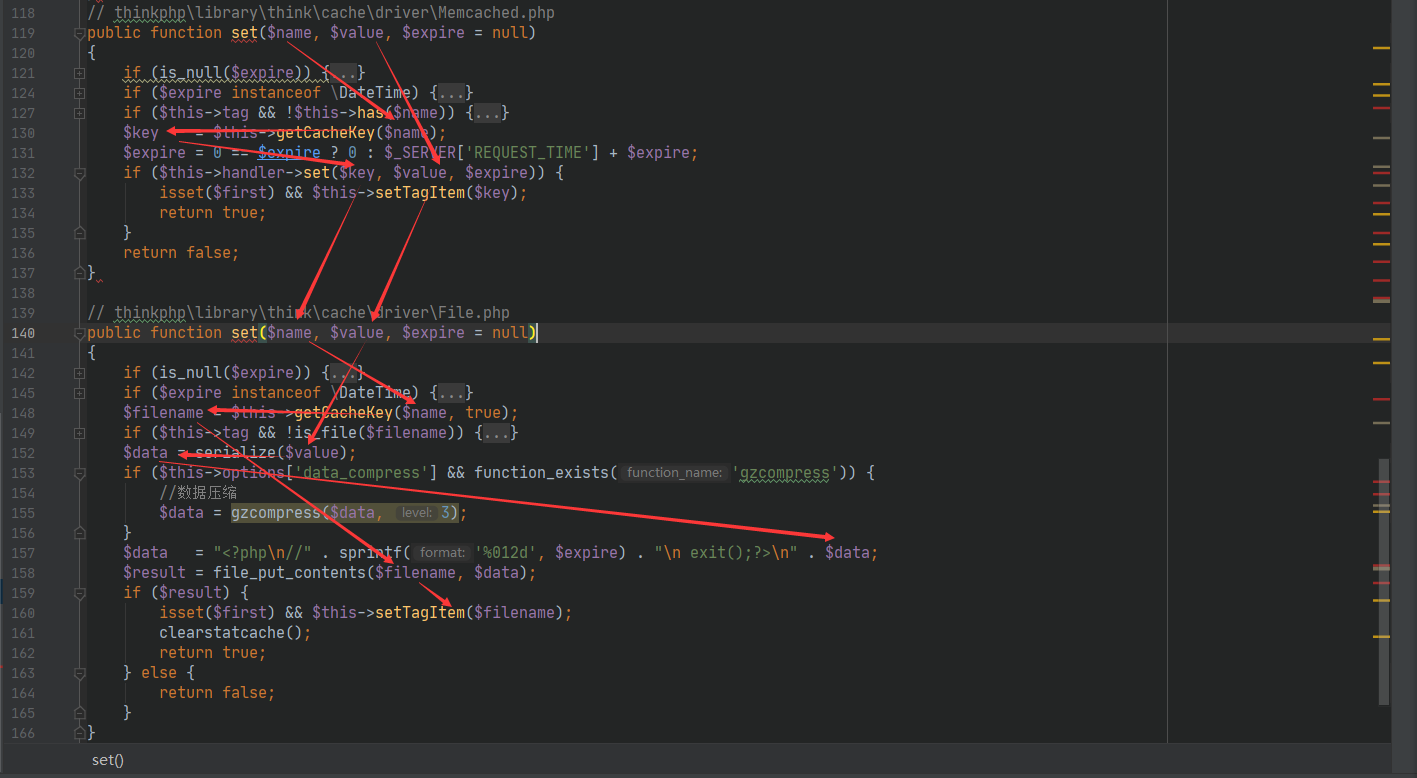 118 // thinkphp\library\think\cache\driver\Memcached.php
119 public function set($name, $value, $expire = null)
120 {
121 if (is_null($expire)) {...}
124 if ($expire instanceof \DateTime) {...}
127 if ($this->tag && !$this->has($name)) {...}
130 $key = $this->getCacheKey($name);
131 $expire = 0 == $expire ? 0 : $_SERVER['REQUEST_TIME'] + $expire;
132 if ($this->handler->set($key, $value, $expire)) {
133 isset($first) && $this->setTagItem($key);
134 return true;
135 }
136 return false;
137 }
138
139 // thinkphp\library\think\cache\driver\File.php
140 public function set($name, $value, $expire = null)
141 {
142 if (is_null($expire)) {...}
145 if ($expire instanceof \DateTime) {...}
148 $filename = $this->getCacheKey($name, true);
149 if ($this->tag && !is_file($filename)) {...}
152 $data = serialize($value);
153 if ($this->options['data_compress'] && function_exists( function_name: 'gzcompress')) {
154 //数据压缩
155 $data = gzcompress($data, level: 3);
156 }
157 $data = "<?php\n//" . sprintf( format: '%012d', $expire) . "\n exit();?>\n" . $data;
158 $result = file_put_contents($filename, $data);
159 if ($result) {
160 isset($first) && $this->setTagItem($filename);
161 clearstatcache();
162 return true;
163 } else {
164 return false;
165 }
166 }
set()